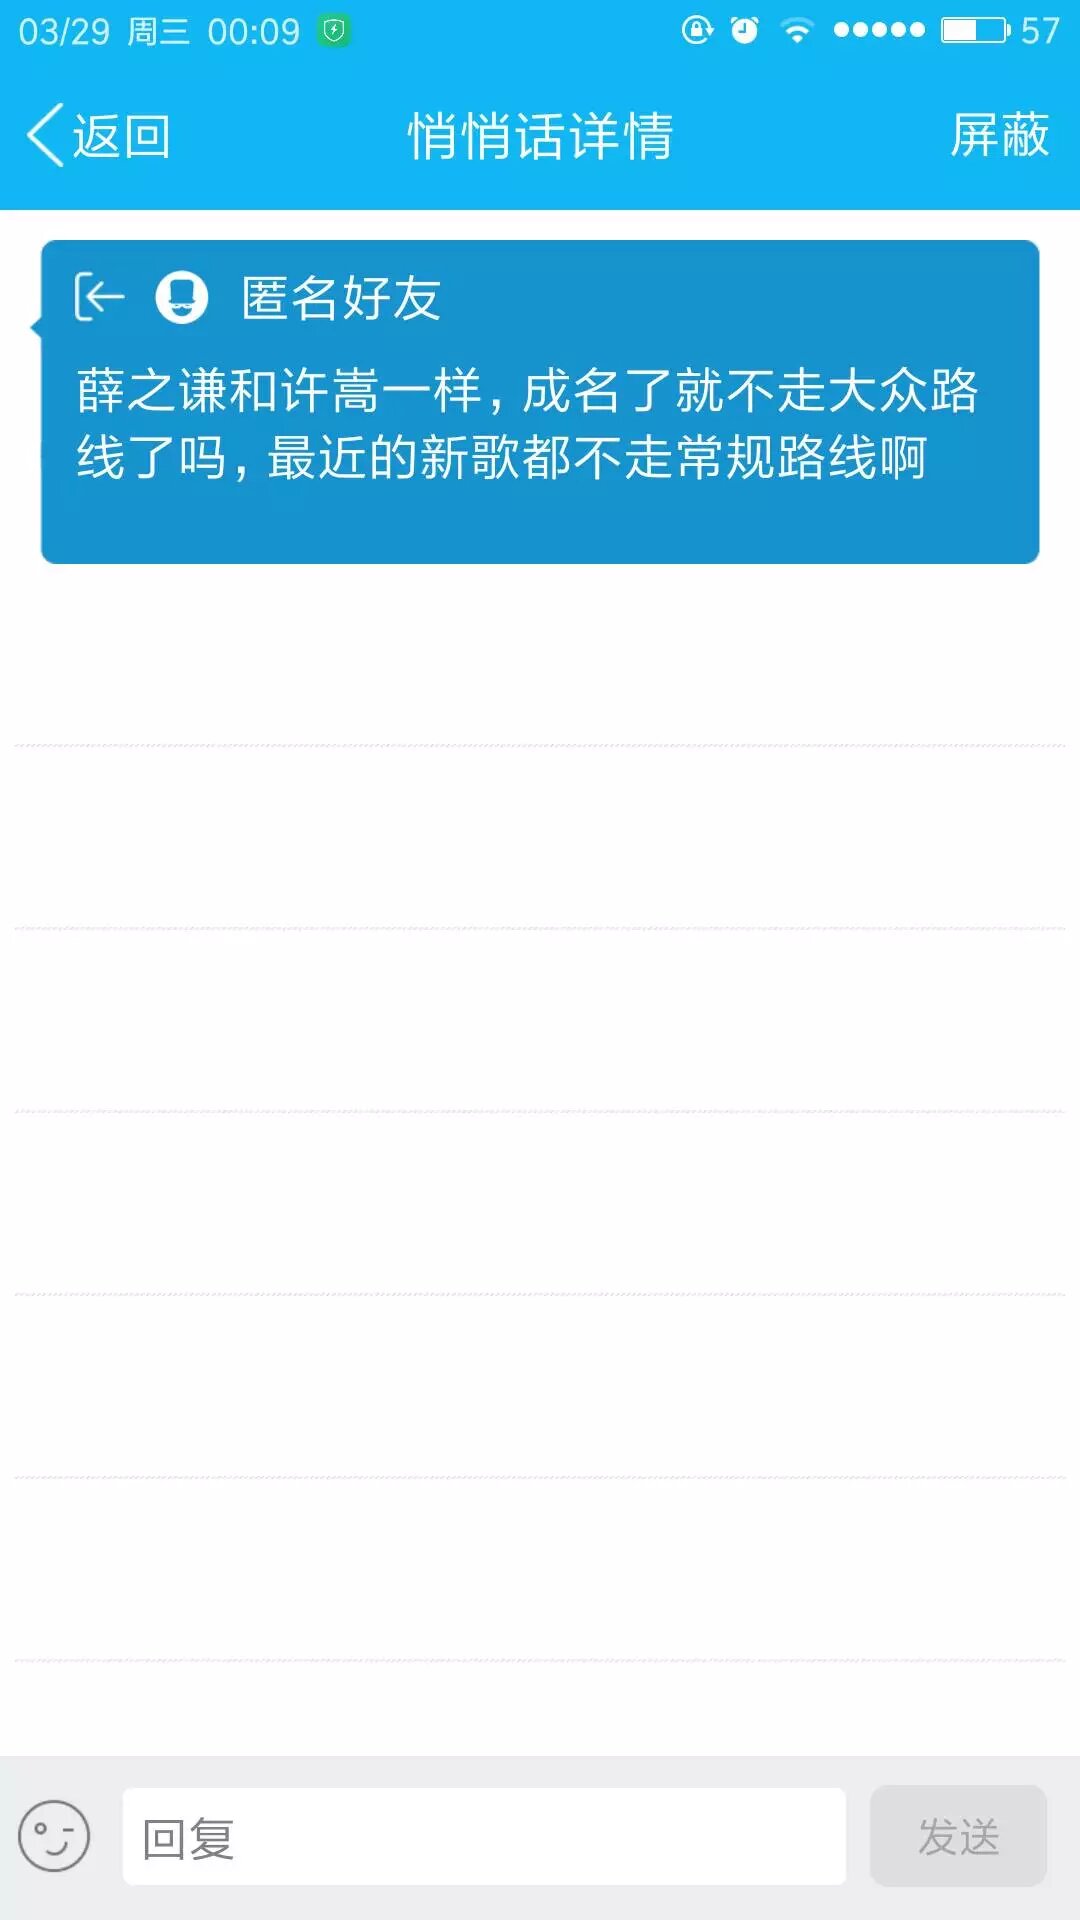 03/29 周三 00:09 57
返回 悄悄话详情 屏蔽
匿名好友
薛之谦和许嵩一样,成名了就不走大众路
线了吗,最近的新歌都不走常规路线啊
回复 发送